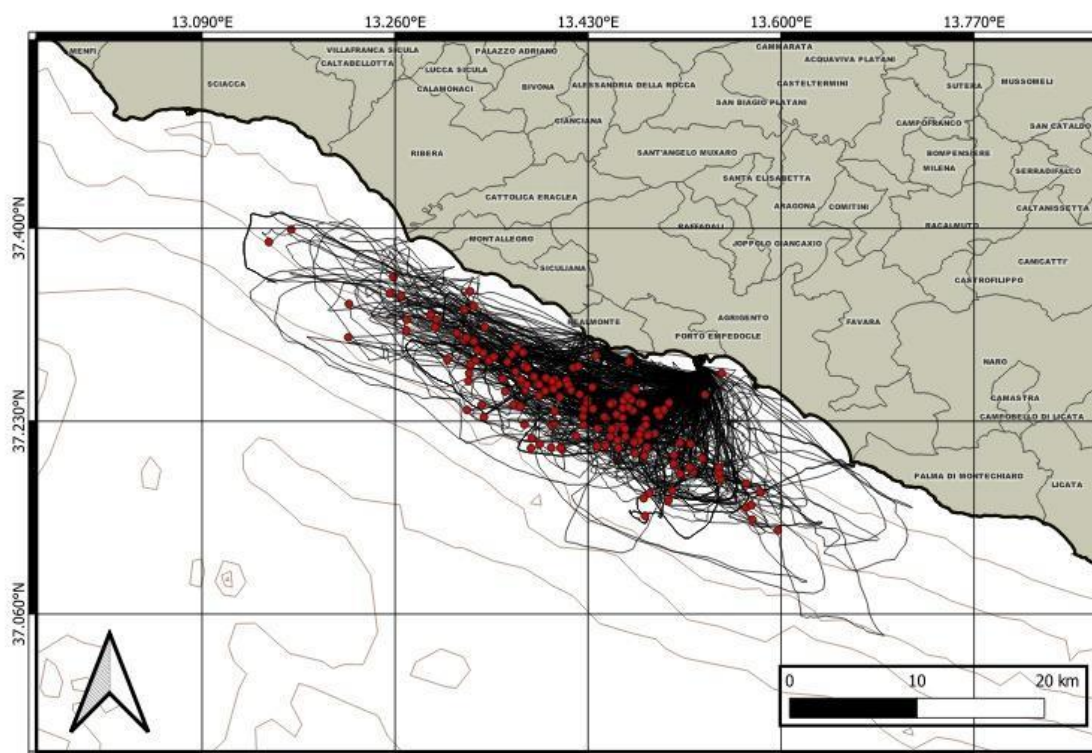 13.090°E 13.260°E 13.430°E 13.600°E 13.770°E
MENFI
VILLAFRANCA SICULA
PALAZZO ADRIANO
CAMMARATA
CALTABELLOTTA
ACQUAVIVA PLATANI
LUCCA SICULA
SCIACCA
CALAMONACI
BIVONA
ALESSANDRIA DELLA ROCCA
CASTELTERMINI
SUTERA
MUSSOMELI
SAN BIAGIO PLATANI
CIANCIANA
CAMPOFRANCO
SAN CATALDO
RIBERA
SANT'ANGELO MUXARO
BOMPENSIERE
MILENA
SERRADIFALCO
SANTA ELISABETTA
CATTOLICA ERACLEA
ARAGONA
COMITINI
CALTANISSETTA
37.400°N
RAFFADALI
RACALMUTO
MONTALLEGRO
JOPPOLO GIANCAXIO
SICULIANA
CANICATTI'
CASTROFILIPPO
REALMONTE
AGRIGENTO
FAVARA
PORTO EMPEDOCLE
NARO
CAMASTRA
37.230°N
CAMPOBELLO DI LICATA
PALMA DI MONTECHIARO
LICATA
37.060°N
0 10 20 km